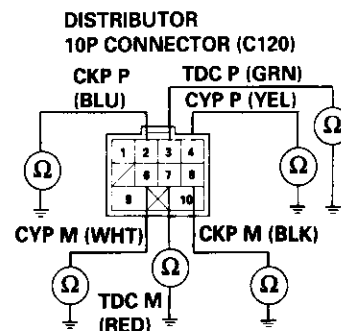 DISTRIBUTOR
10P CONNECTOR (C120)
CKP P
(BLU)
TDC P (GRN)
CYP P (YEL)
Ω
Ω
Ω
1 2 3 4
6 7 8
9 10
CYP M (WHT)
CKP M (BLK)
Ω
Ω
Ω
TDC M
(RED)